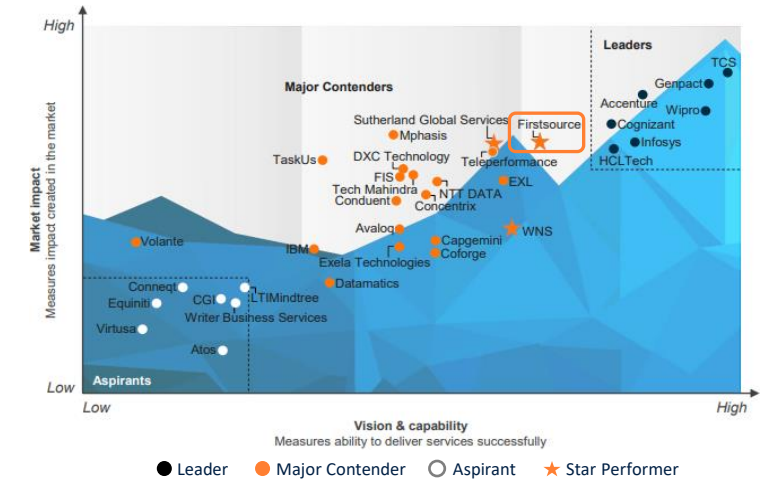 High
Leaders
TCS
Major Contenders
Genpact
Accenture
Wipro
Sutherland Global Services
Firstsource
Cognizant
Mphasis
Infosys
DXC Technology
TaskUs
Teleperformance
HCLTech
FIS
EXL
Tech Mahindra
NTT DATA
Conduent
Concentrix
Avaloq
WNS
Volante
Capgemini
IBM
Coforge
Exela Technologies
Datamatics
Conneqt
LTIMindtree
CGI
Equiniti
Writer Business Services
Virtusa
Atos
Aspirants
Market impact
Measures impact created in the market
Low
Low
High
Vision & capability
Measures ability to deliver services successfully
Leader Major Contender Aspirant Star Performer